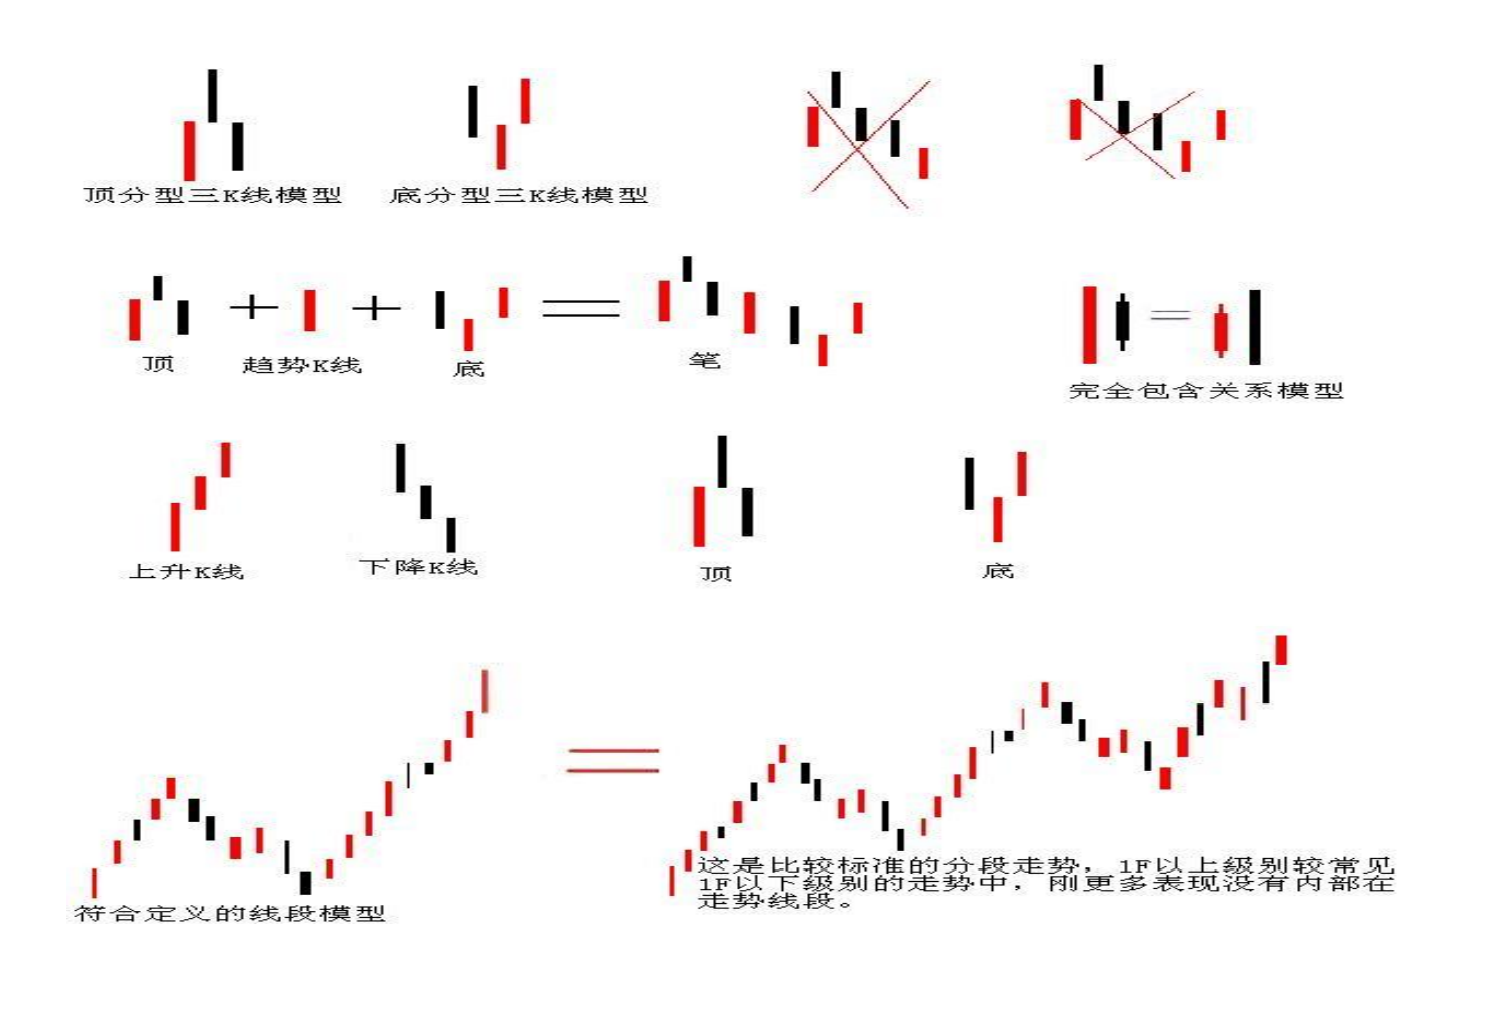 顶分型三K线模型
底分型三K线模型
顶
趋势K线
底
笔
完全包含关系模型
上升K线
下降K线
顶
底
符合定义的线段模型
这是比较标准的分段走势，1F以上级别较常见
1F以下级别的走势中，刚更多表现没有内部在
走势线段。